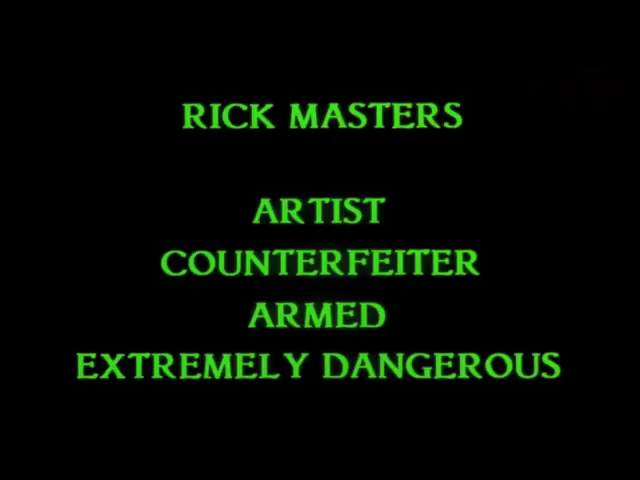 RICK MASTERS
ARTIST
COUNTERFEITER
ARMED
EXTREMELY DANGEROUS